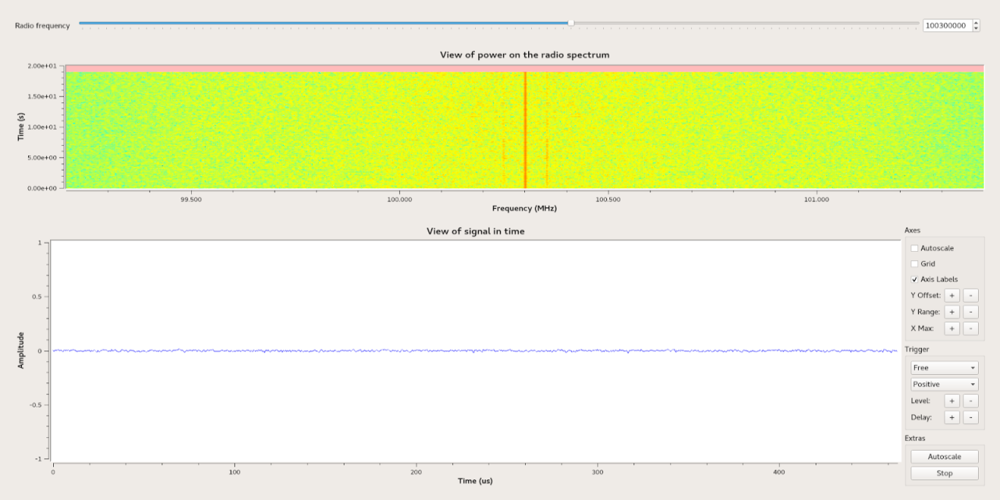 Radio frequency
100300000
View of power on the radio spectrum
2.00e+01
1.50e+01
1.00e+01
5.00e+00
0.00e+00
Time (s)
99.500 100.000 100.500 101.000
Frequency (MHz)
View of signal in time
1
0.5
0
-0.5
-1
Amplitude
0 100 200 300 400
Time (us)
Axes
Autoscale
Grid
Axis Labels
Y Offset: + -
Y Range: + -
X Max: + -
Trigger
Free
Positive
Level: + -
Delay: + -
Extras
Autoscale
Stop